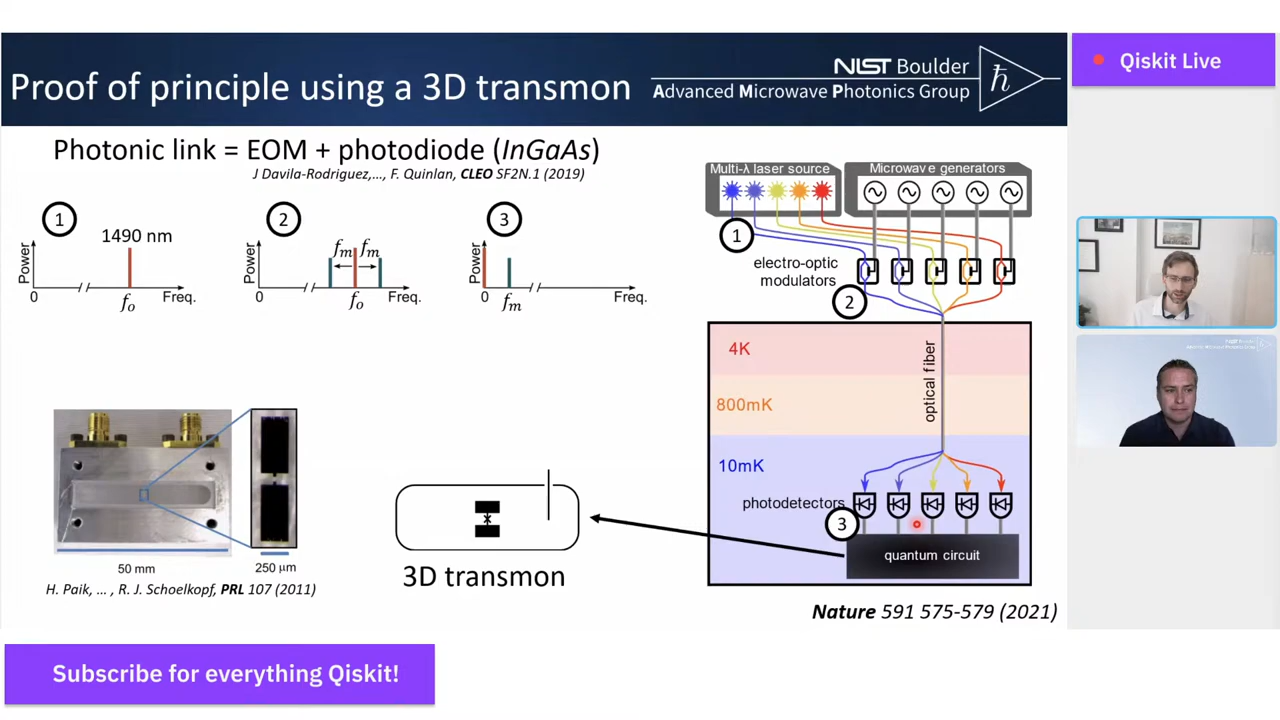 Proof of principle using a 3D transmon
NIST Boulder
Advanced Microwave Photonics Group
ħ
Qiskit Live
Photonic link = EOM + photodiode (InGaAs)
J Davila-Rodriguez,..., F. Quinlan, CLEO SF2N.1 (2019)
1
1490 nm
Power
0
fo
Freq.
2
fm fm
Power
0
fo
Freq.
3
Power
0
fm
Freq.
Multi-λ laser source
Microwave generators
1
electro-optic
modulators
2
4K
800mK
10mK
optical fiber
photodetectors
3
quantum circuit
50 mm
250 μm
H. Paik, ... , R. J. Schoelkopf, PRL 107 (2011)
3D transmon
Nature 591 575-579 (2021)
Subscribe for everything Qiskit!